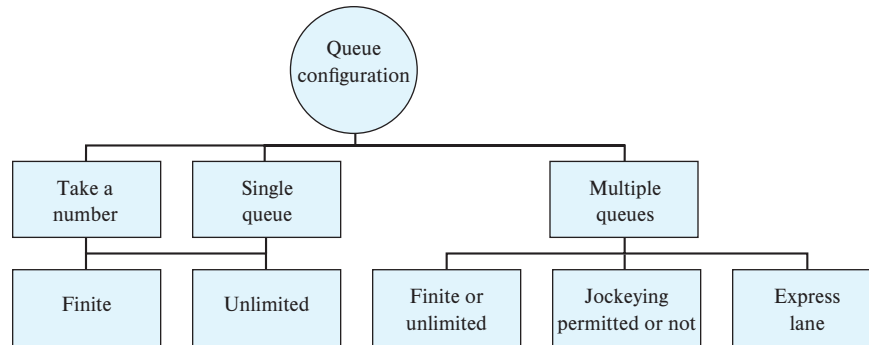 Queue
configuration
Take a
number
Single
queue
Multiple
queues
Finite
Unlimited
Finite or
unlimited
Jockeying
permitted or not
Express
lane